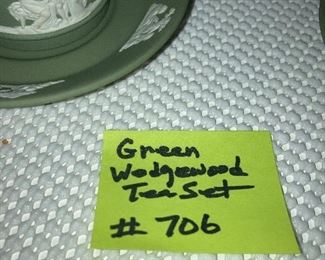 Green
Wedgewood
Tea Set
# 706